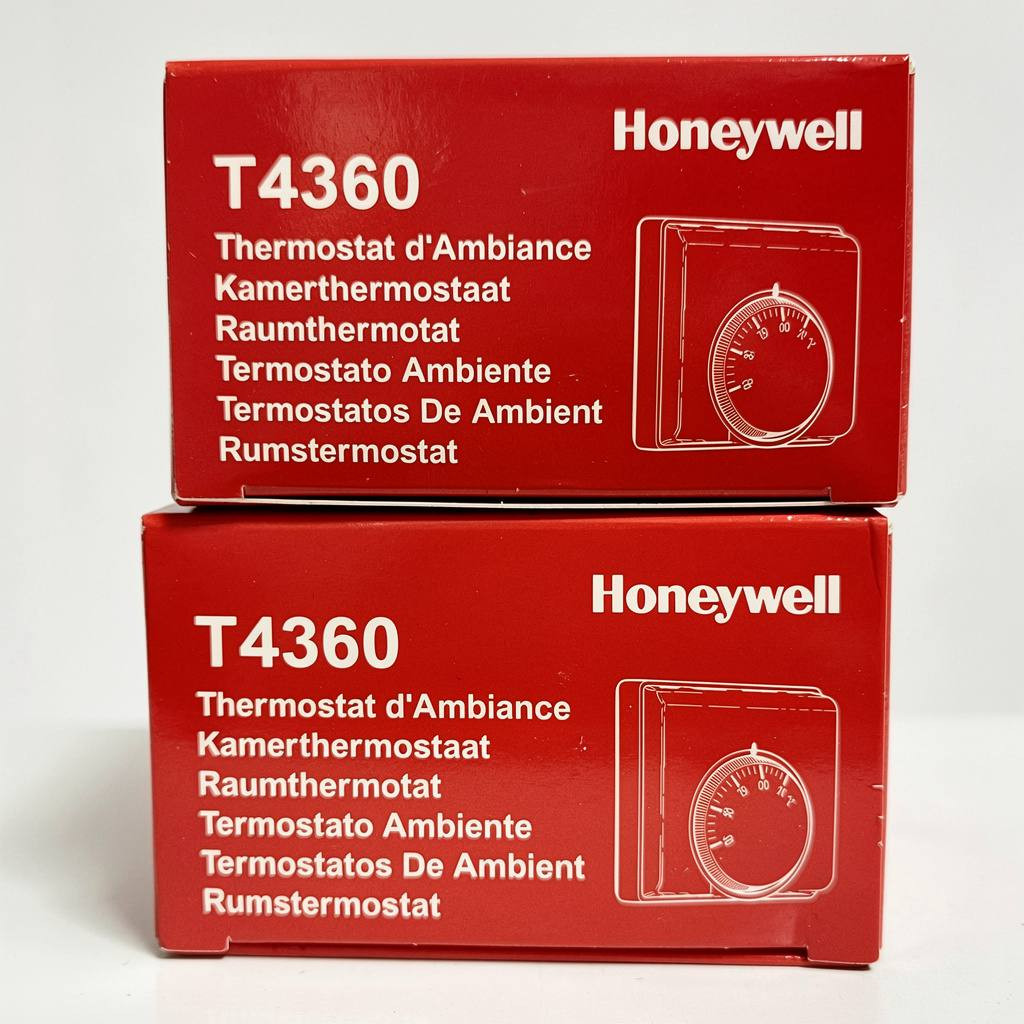 Honeywell
T4360
Thermostat d'Ambiance
Kamerthermostaat
Raumthermotat
Termostato Ambiente
Termostatos De Ambient
Rumstermostat
Honeywell
T4360
Thermostat d'Ambiance
Kamerthermostaat
Raumthermotat
Termostato Ambiente
Termostatos De Ambient
Rumstermostat